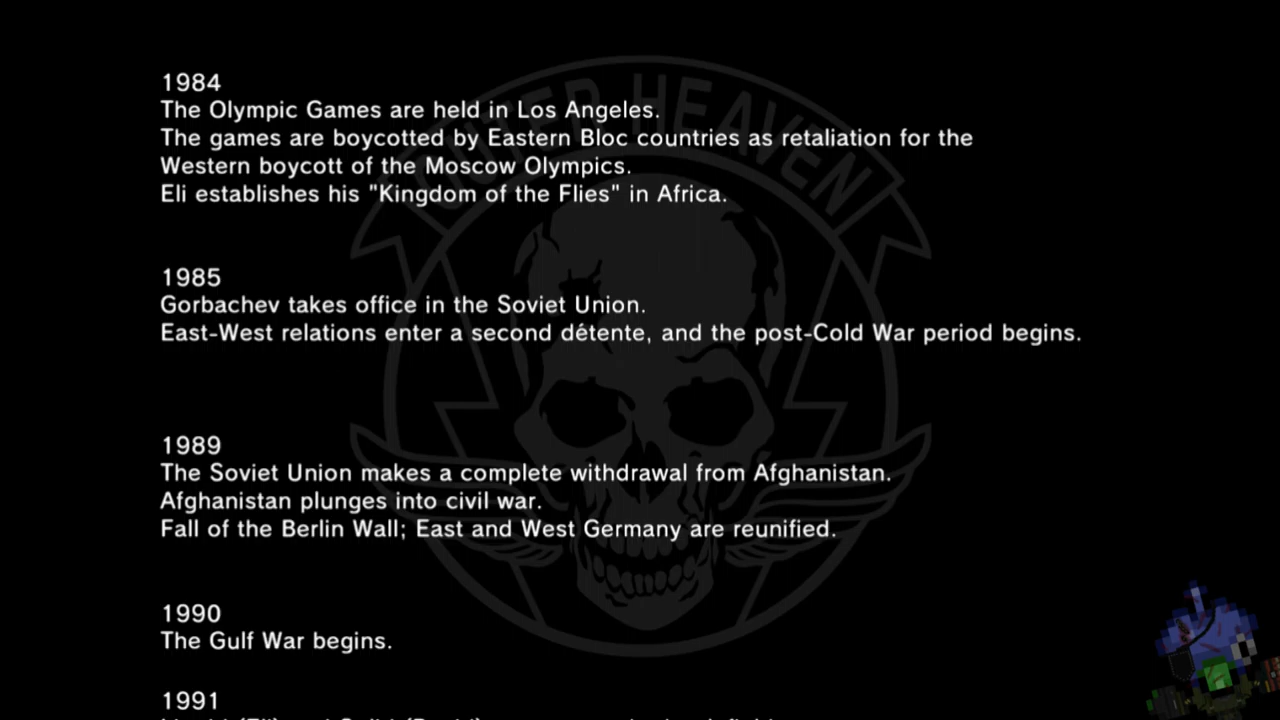 OUTER HEAVEN
1984
The Olympic Games are held in Los Angeles.
The games are boycotted by Eastern Bloc countries as retaliation for the
Western boycott of the Moscow Olympics.
Eli establishes his "Kingdom of the Flies" in Africa.
1985
Gorbachev takes office in the Soviet Union.
East-West relations enter a second détente, and the post-Cold War period begins.
1989
The Soviet Union makes a complete withdrawal from Afghanistan.
Afghanistan plunges into civil war.
Fall of the Berlin Wall; East and West Germany are reunified.
1990
The Gulf War begins.
1991